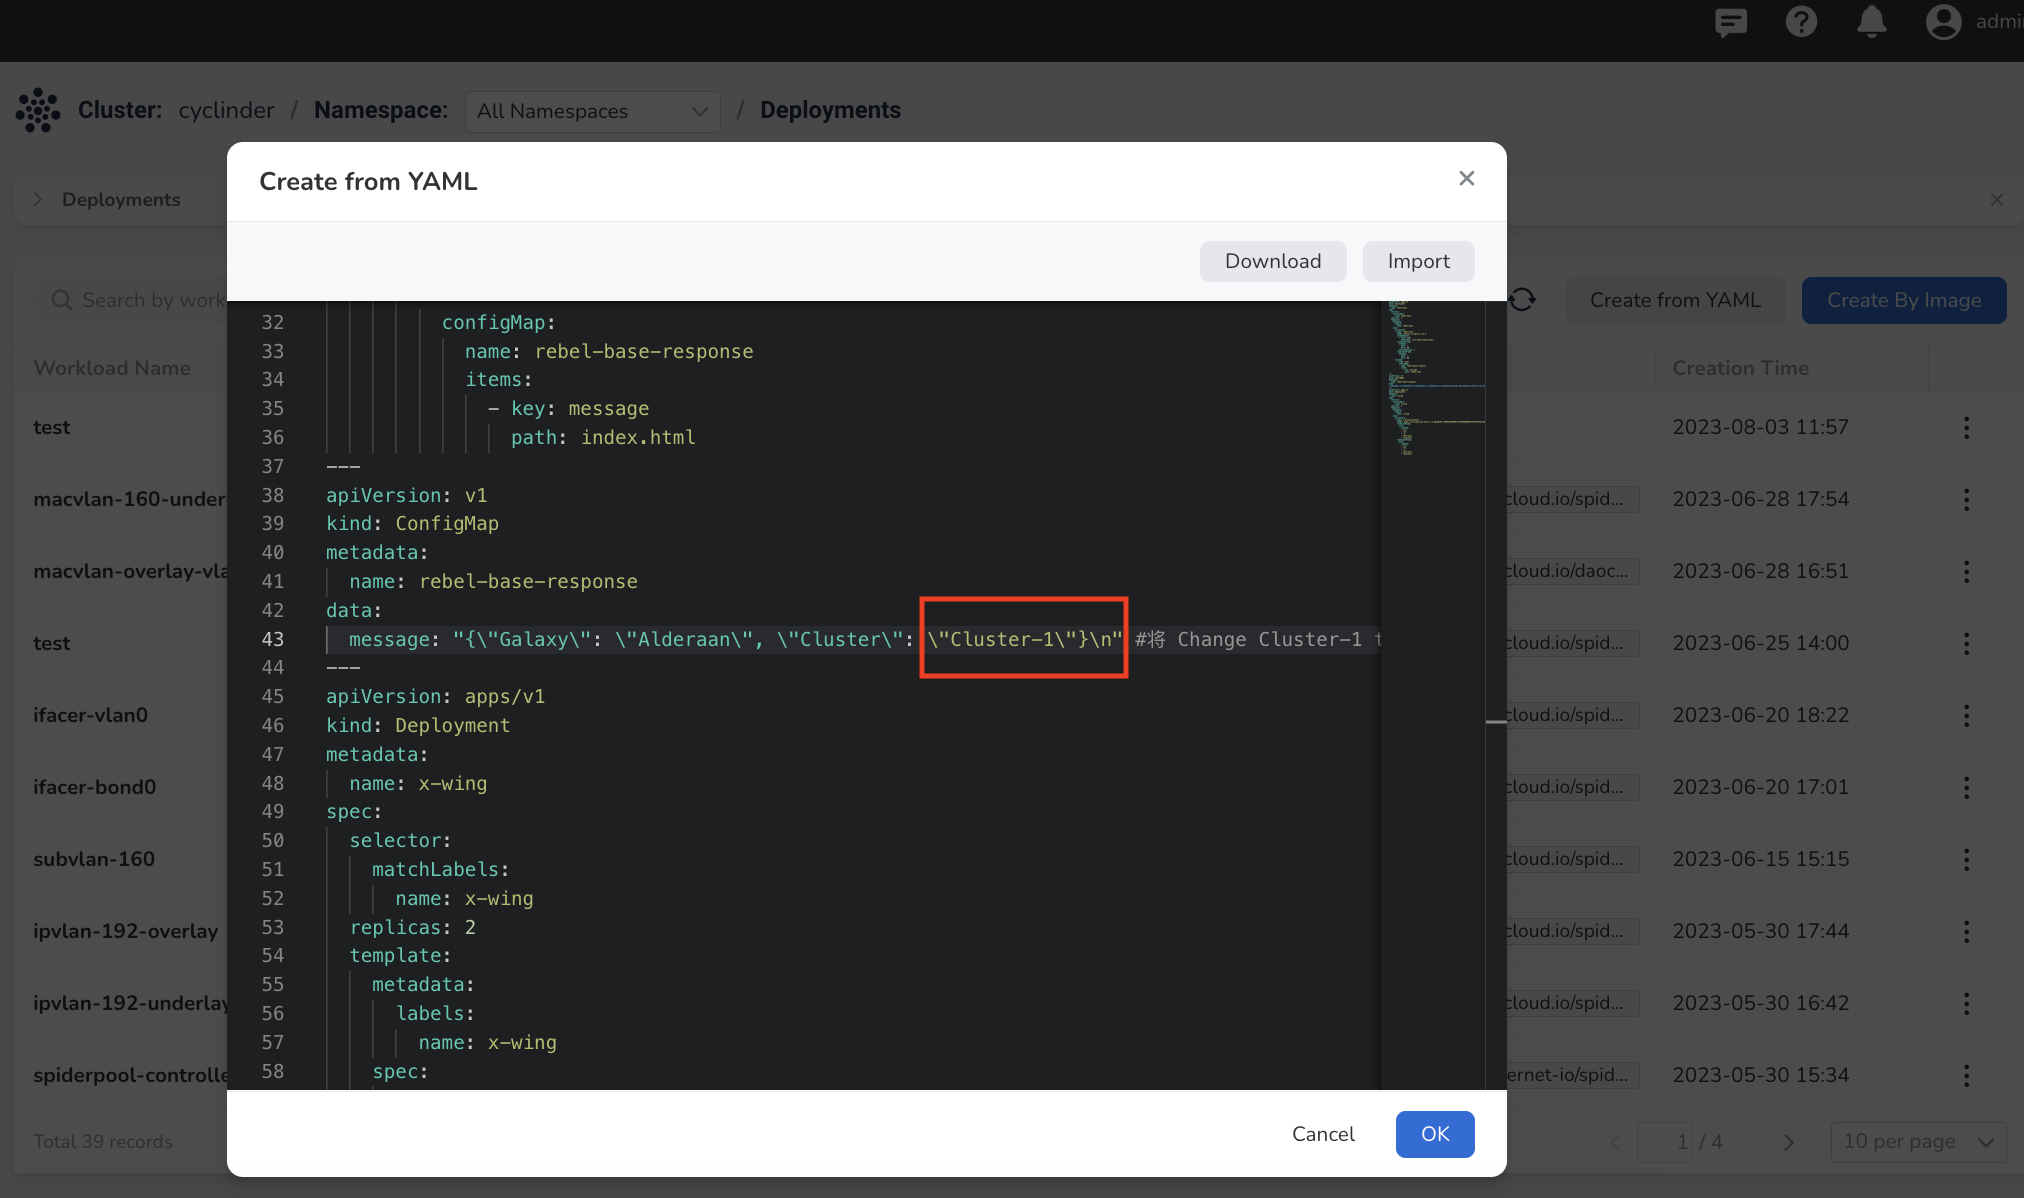 admi
Cluster: cyclinder / Namespace: All Namespaces / Deployments
Create from YAML
Deployments
Download Import
Search by work
Create from YAML Create By Image
Workload Name Creation Time
test 2023-08-03 11:57
macvlan-160-under cloud.io/spid... 2023-06-28 17:54
macvlan-overlay-vla cloud.io/daoc... 2023-06-28 16:51
test cloud.io/spid... 2023-06-25 14:00
ifacer-vlan0 cloud.io/spid... 2023-06-20 18:22
ifacer-bond0 cloud.io/spid... 2023-06-20 17:01
subvlan-160 cloud.io/spid... 2023-06-15 15:15
ipvlan-192-overlay cloud.io/spid... 2023-05-30 17:44
ipvlan-192-underlay cloud.io/spid... 2023-05-30 16:42
spiderpool-controlle ernet-io/spid... 2023-05-30 15:34
32 configMap:
33 name: rebel-base-response
34 items:
35 - key: message
36 path: index.html
37 ---
38 apiVersion: v1
39 kind: ConfigMap
40 metadata:
41 name: rebel-base-response
42 data:
43 message: "{\"Galaxy\": \"Alderaan\", \"Cluster\": \"Cluster-1\"}\n" #将 Change Cluster-1 t
44 ---
45 apiVersion: apps/v1
46 kind: Deployment
47 metadata:
48 name: x-wing
49 spec:
50 selector:
51 matchLabels:
52 name: x-wing
53 replicas: 2
54 template:
55 metadata:
56 labels:
57 name: x-wing
58 spec:
Cancel OK
Total 39 records 1 / 4 10 per page